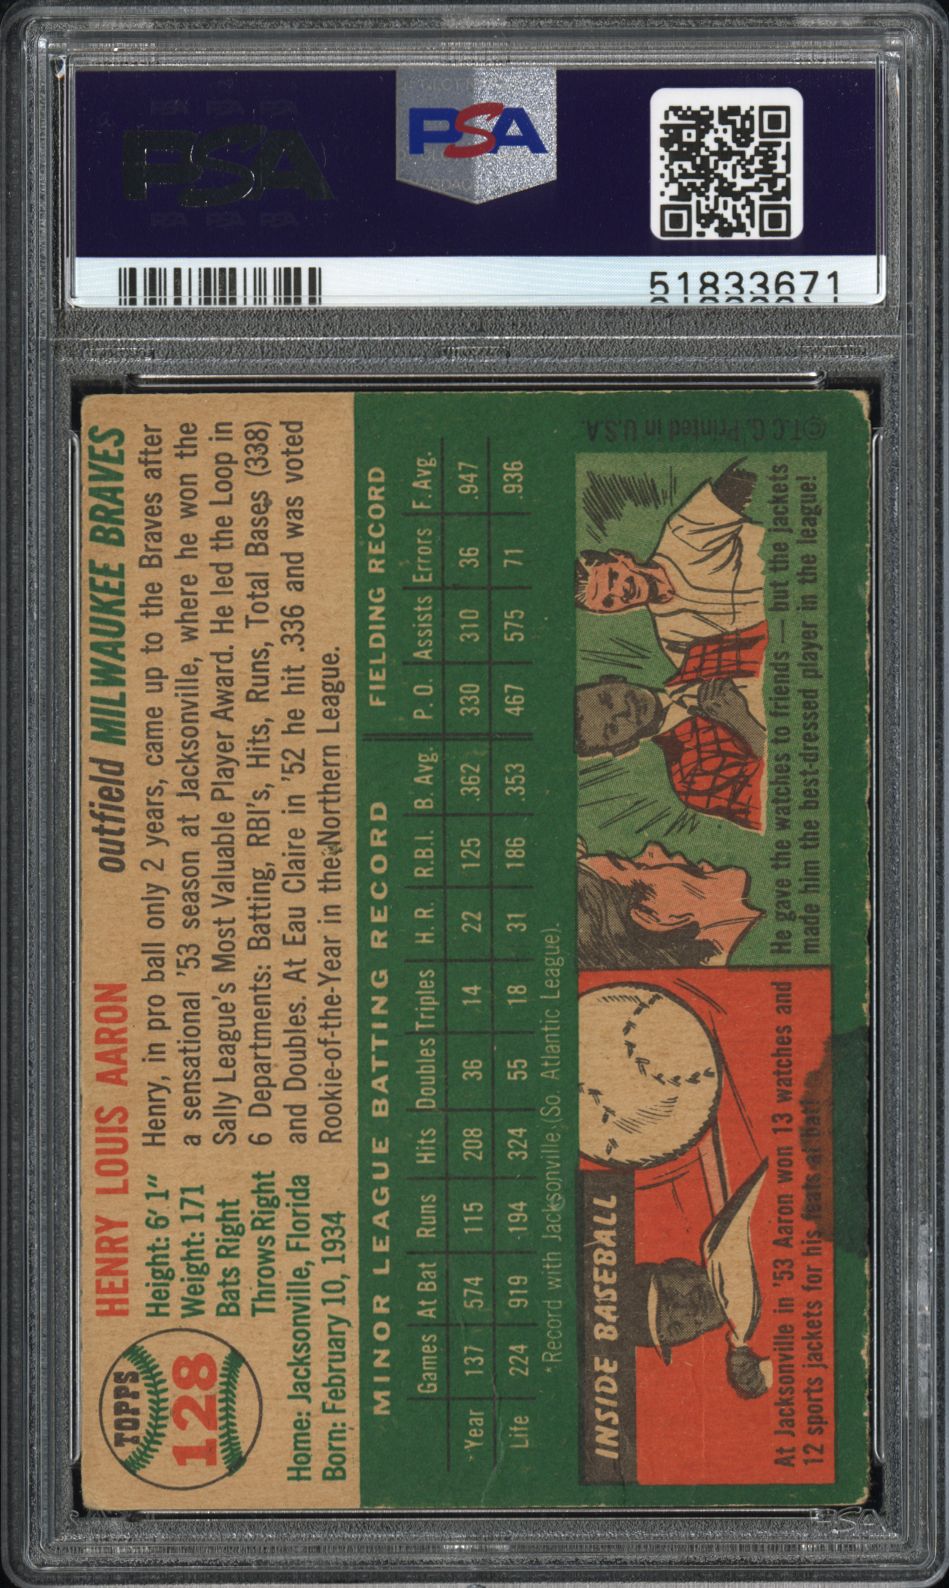 PSA
PSA
51833671
TOPPS
128
HENRY LOUIS AARON
outfield MILWAUKEE BRAVES
Height: 6' 1"
Weight: 171
Bats Right
Throws Right
Home: Jacksonville, Florida
Born: February 10, 1934
Henry, in pro ball only 2 years, came up to the Braves after
a sensational '53 season at Jacksonville, where he won the
Sally League's Most Valuable Player Award. He led the Loop in
6 Departments: Batting, RBI's, Hits, Runs, Total Bases (338)
and Doubles. At Eau Claire in '52 he hit .336 and was voted
Rookie-of-the-Year in the Northern League.
MINOR LEAGUE BATTING RECORD FIELDING RECORD
Games At Bat Runs Hits Doubles Triples H. R. R.B.I. B. Avg. P. O. Assists Errors F. Avg.
Year 137 574 115 208 36 14 22 125 .362 330 310 36 .947
Life 224 919 194 324 55 18 31 186 .353 467 575 71 .936
Record with Jacksonville, (So. Atlantic League).
INSIDE BASEBALL
At Jacksonville in '53 Aaron won 13 watches and
12 sports jackets for his feats at bat!
He gave the watches to friends — but the jackets
made him the best-dressed player in the league!
©T.C.G. Printed in U.S.A.
PSA